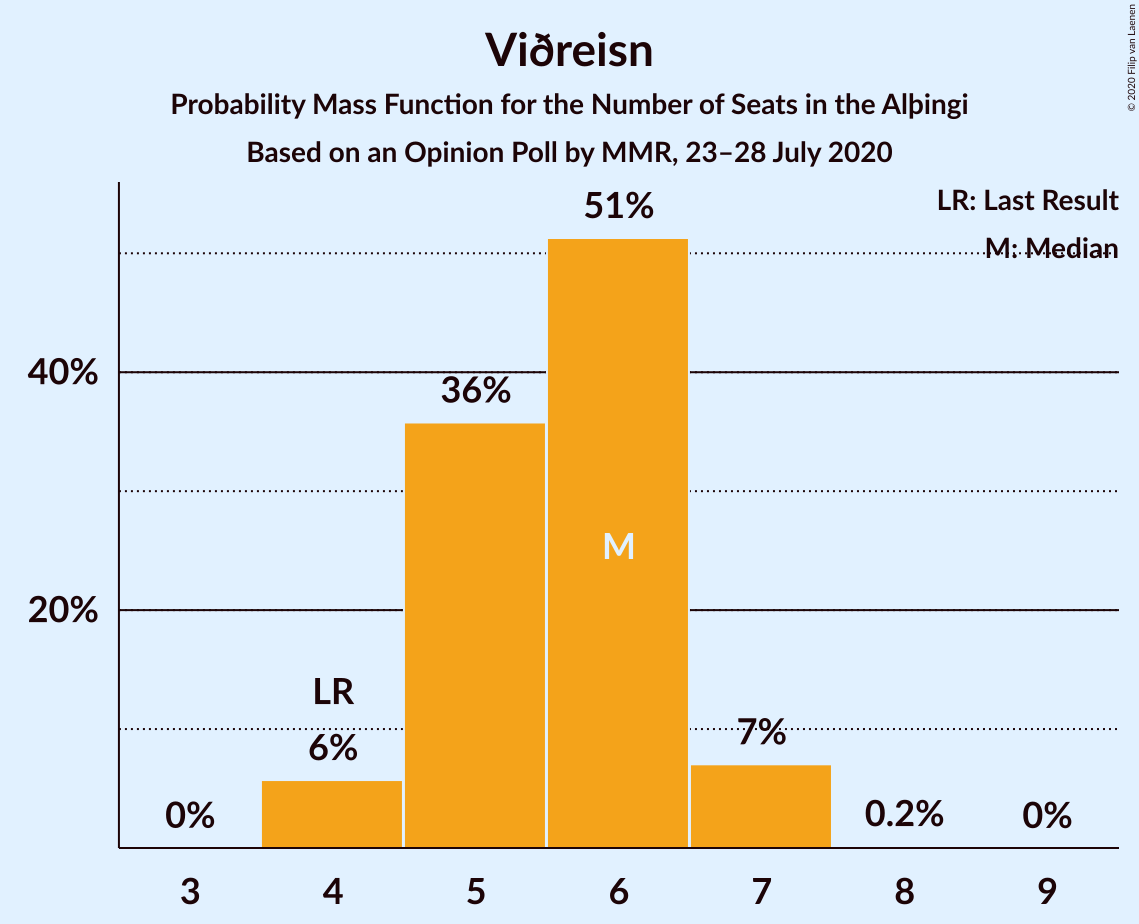 Viðreisn
Probability Mass Function for the Number of Seats in the Alþingi
Based on an Opinion Poll by MMR, 23–28 July 2020
© 2020 Filip van Laenen
LR: Last Result
M: Median
51%
40%
36%
M
20%
LR
7%
6%
0%
0.2%
0%
3 4 5 6 7 8 9